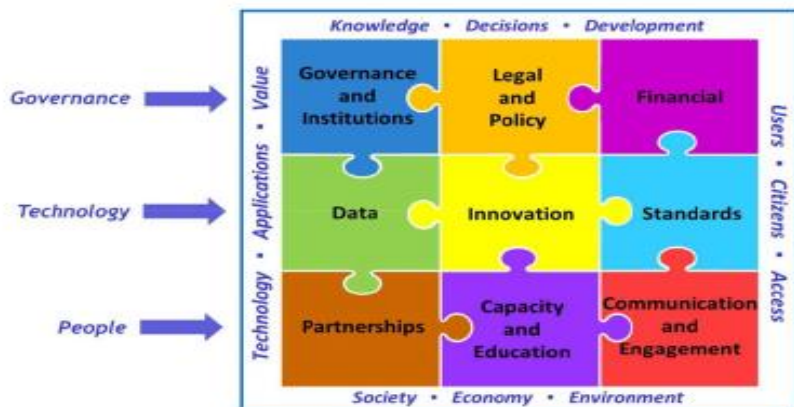 Knowledge • Decisions • Development
Governance
Technology
People
Technology • Applications • Value
Governance
and
Institutions
Legal
and
Policy
Financial
Data
Innovation
Standards
Partnerships
Capacity
and
Education
Communication
and
Engagement
Users • Citizens • Access
Society • Economy • Environment